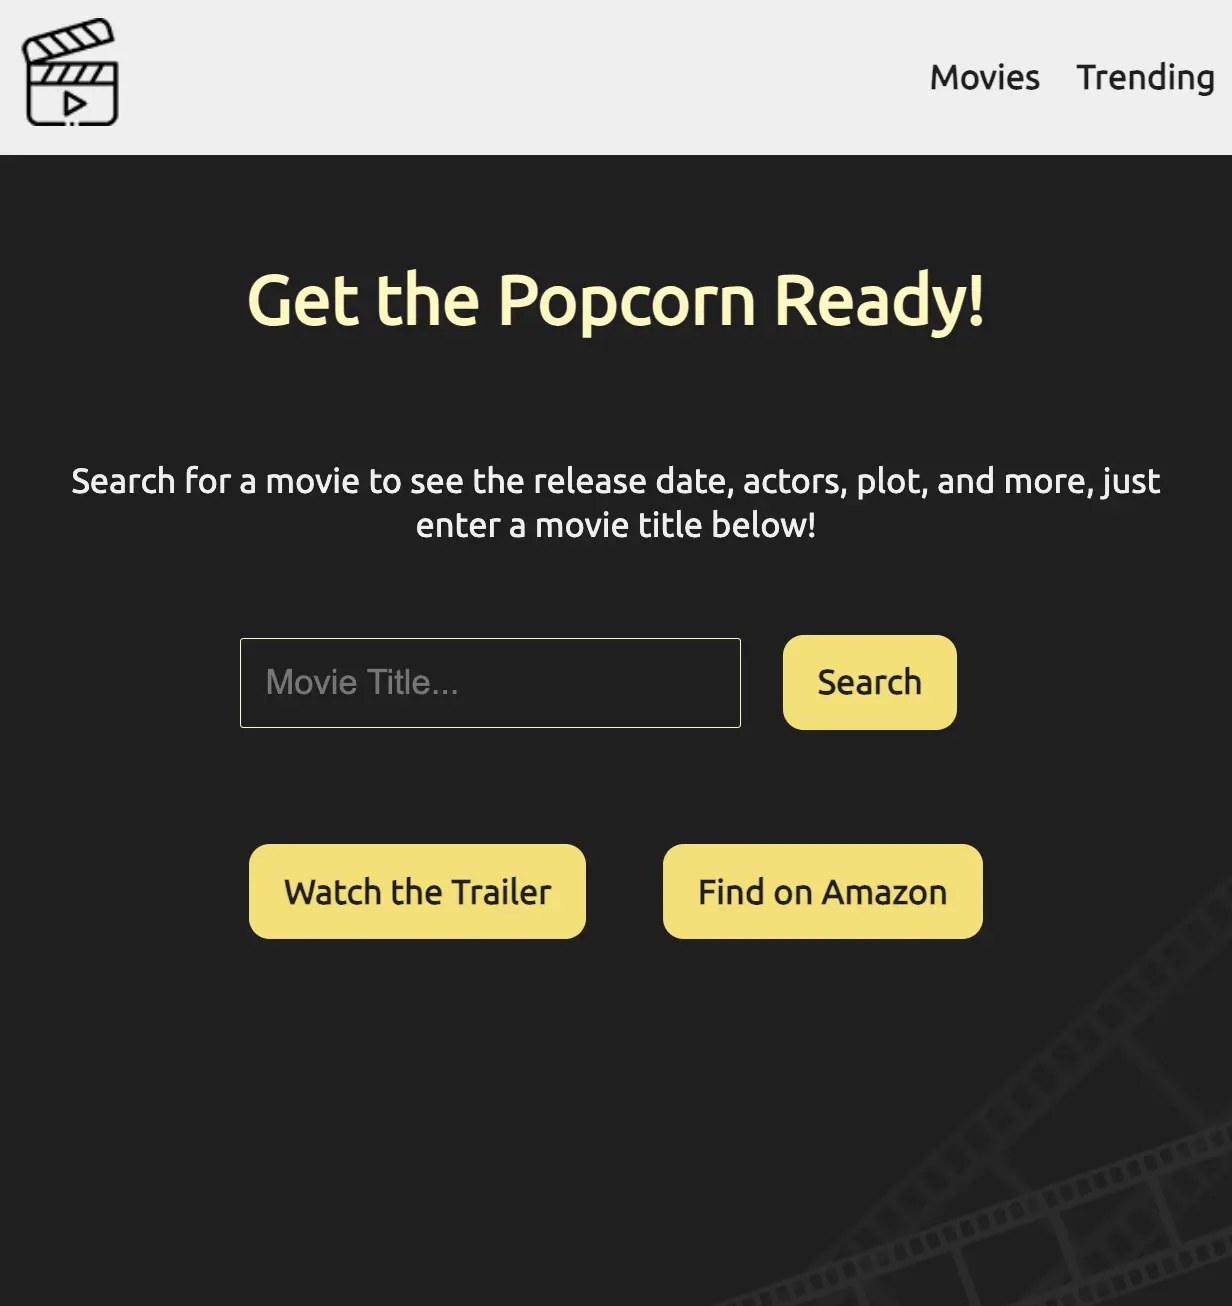 Movies Trending
Get the Popcorn Ready!
Search for a movie to see the release date, actors, plot, and more, just
enter a movie title below!
Movie Title... Search
Watch the Trailer Find on Amazon